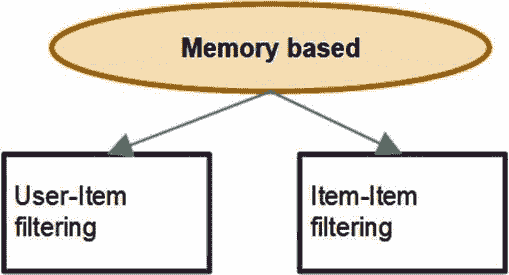 Memory based
User-Item
filtering
Item-Item
filtering